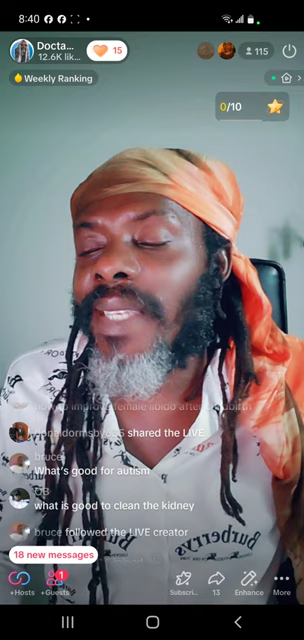 8:40
Docta...
12.6K lik...
15
115
Weekly Ranking
0/10
shared the LIVE
bruce
What's good for autism
what is good to clean the kidney
bruce followed the LIVE creator
18 new messages
1
+Hosts
+Guests
Subscri...
13
Enhance
More